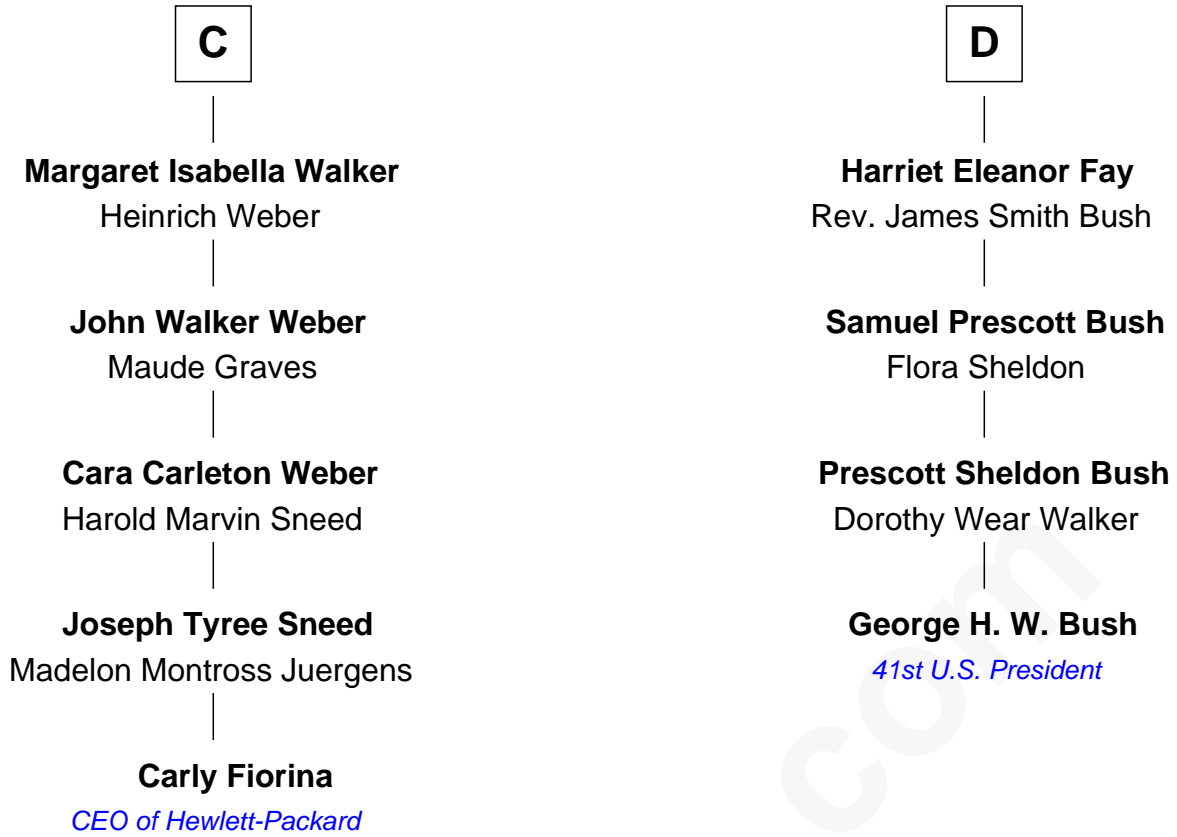 C
Margaret Isabella Walker
Heinrich Weber
John Walker Weber
Maude Graves
Cara Carleton Weber
Harold Marvin Sneed
Joseph Tyree Sneed
Madelon Montross Juergens
Carly Fiorina
CEO of Hewlett-Packard
D
Harriet Eleanor Fay
Rev. James Smith Bush
Samuel Prescott Bush
Flora Sheldon
Prescott Sheldon Bush
Dorothy Wear Walker
George H. W. Bush
41st U.S. President
com